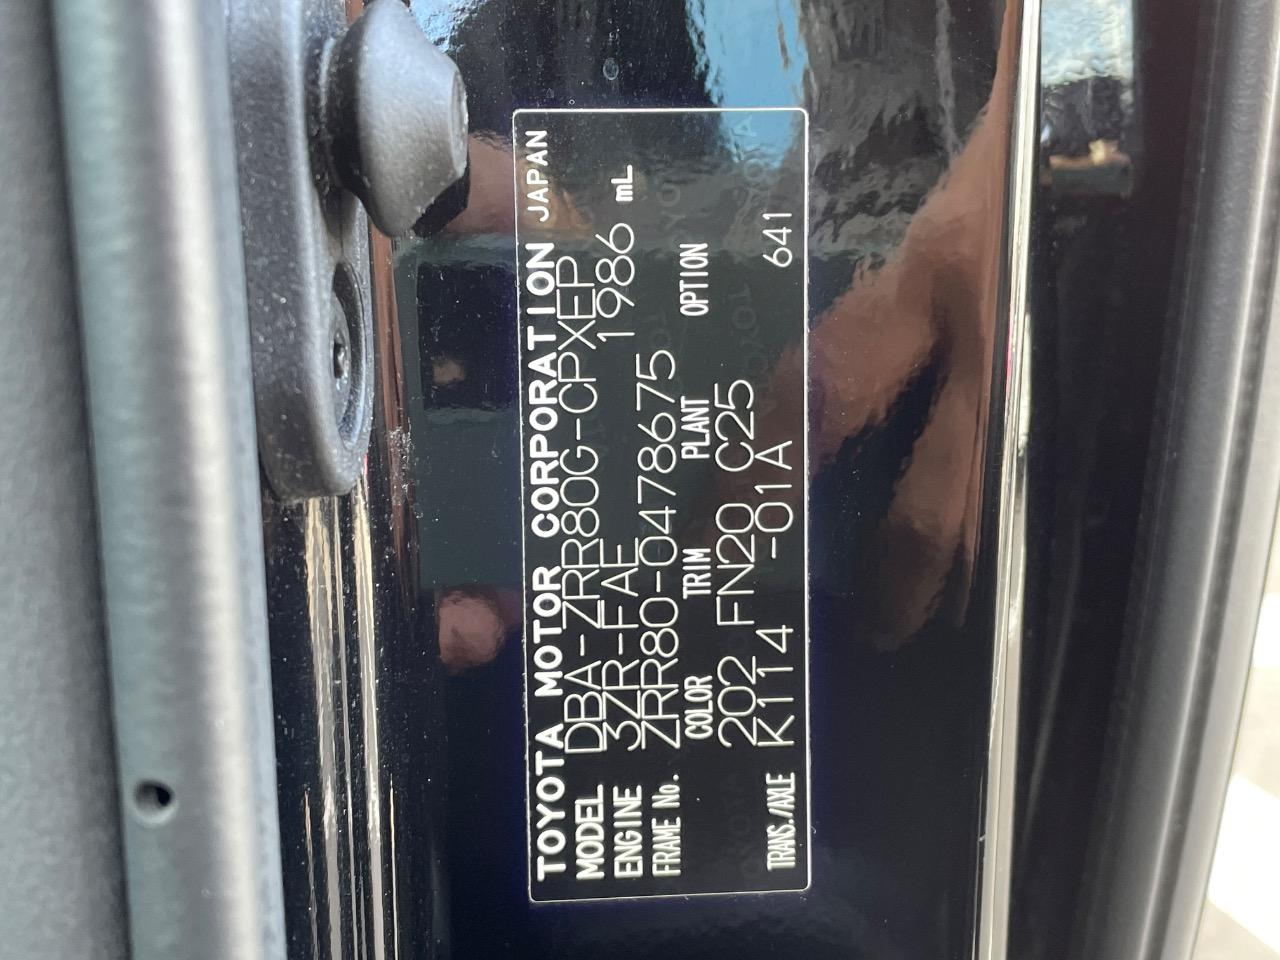 TOYOTA MOTOR CORPORATION JAPAN
MODEL DBA-ZRR80G-CPXEP
ENGINE 3ZR-FAE 1986 mL
FRAME No. ZRR80-0478675
COLOR TRIM PLANT OPTION
202 FN20 C25
TRANS./AXLE K114 -01A 641